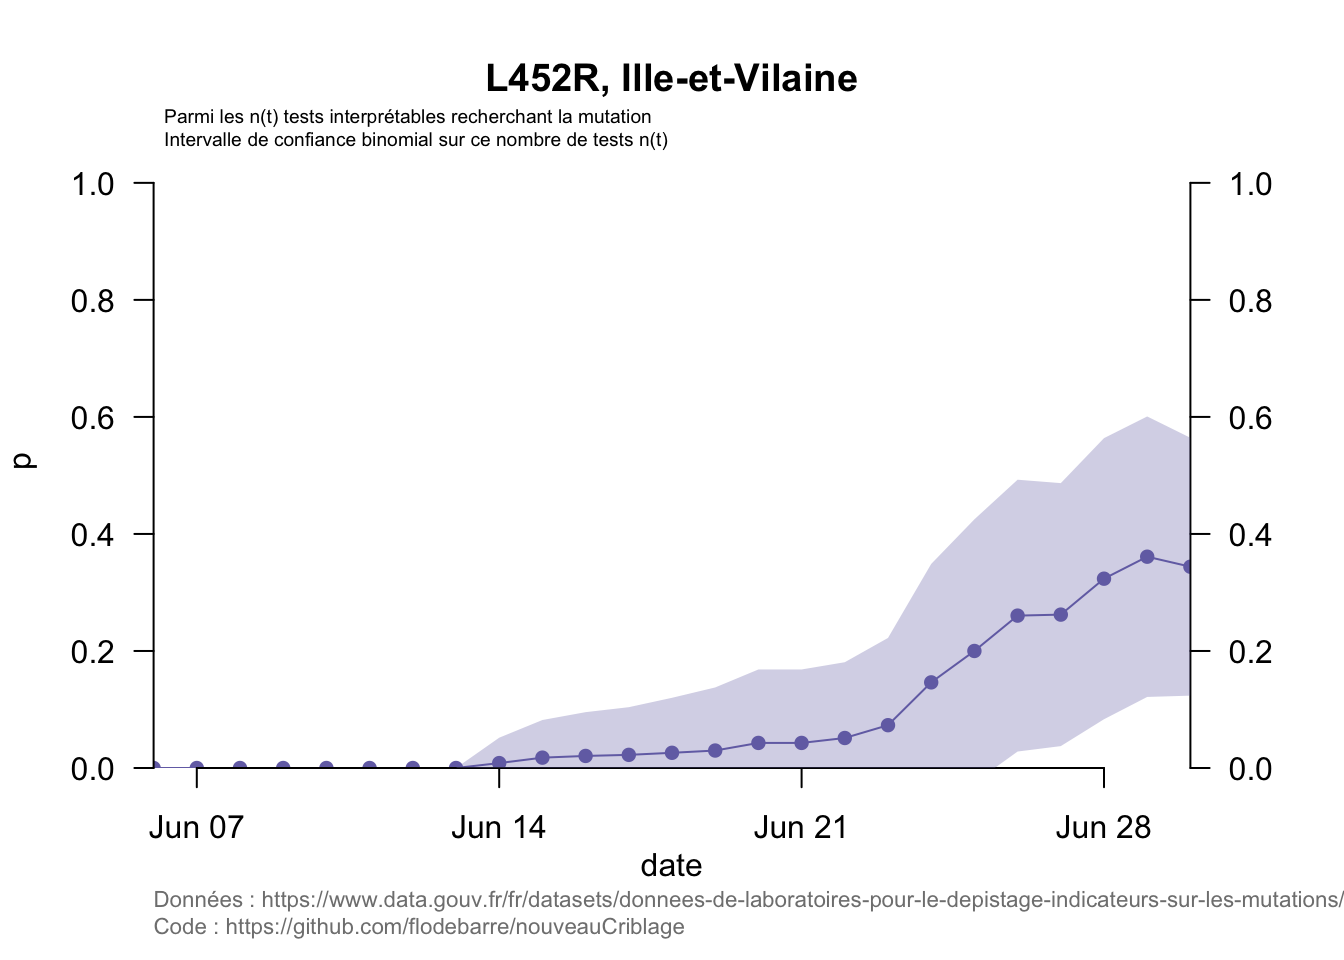 L452R, Ille-et-Vilaine
Parmi les n(t) tests interprétables recherchant la mutation
Intervalle de confiance binomial sur ce nombre de tests n(t)
1.0
0.8
0.6
0.4
0.2
0.0
p
1.0
0.8
0.6
0.4
0.2
0.0
Jun 07 Jun 14 Jun 21 Jun 28
date
Données : https://www.data.gouv.fr/fr/datasets/donnees-de-laboratoires-pour-le-depistage-indicateurs-sur-les-mutations/
Code : https://github.com/flodebarre/nouveauCriblage